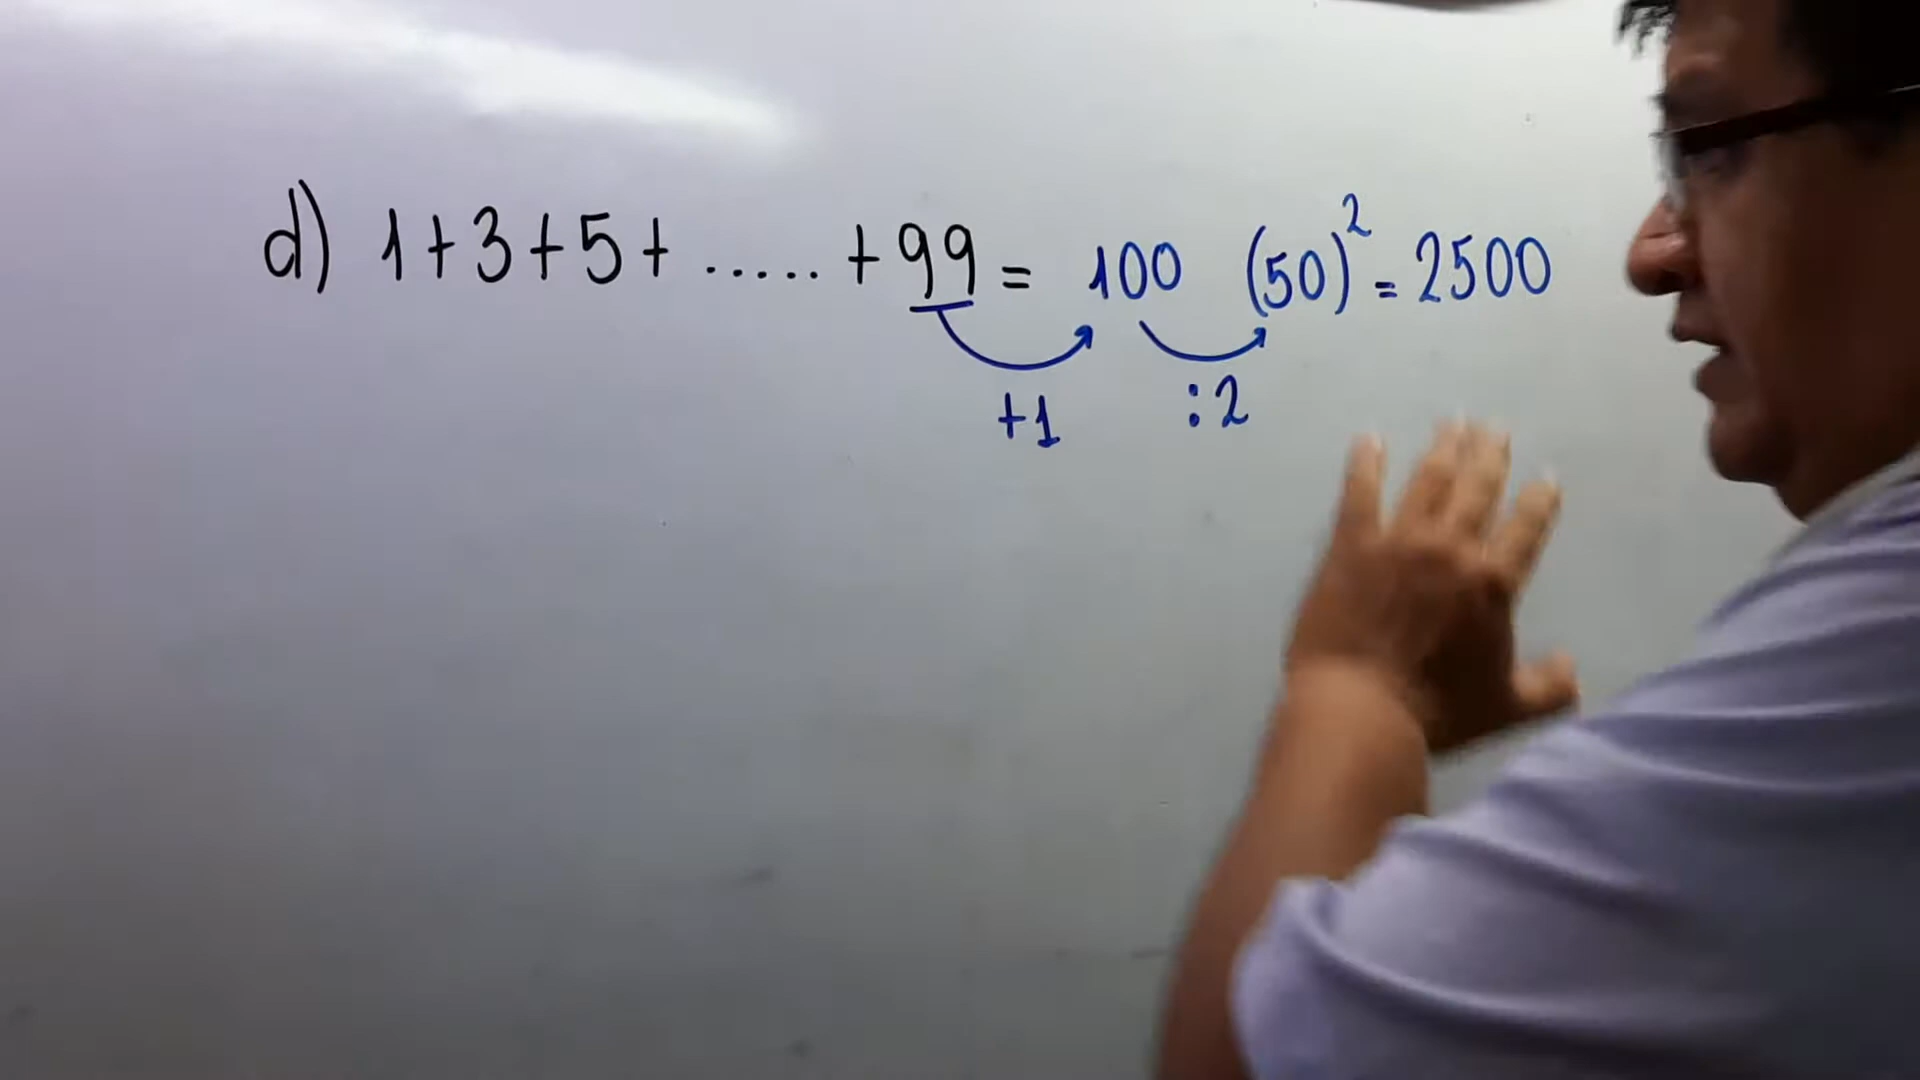 d) 1+3+5+ ..... +99 = 100 (50)² = 2500
+1 :2